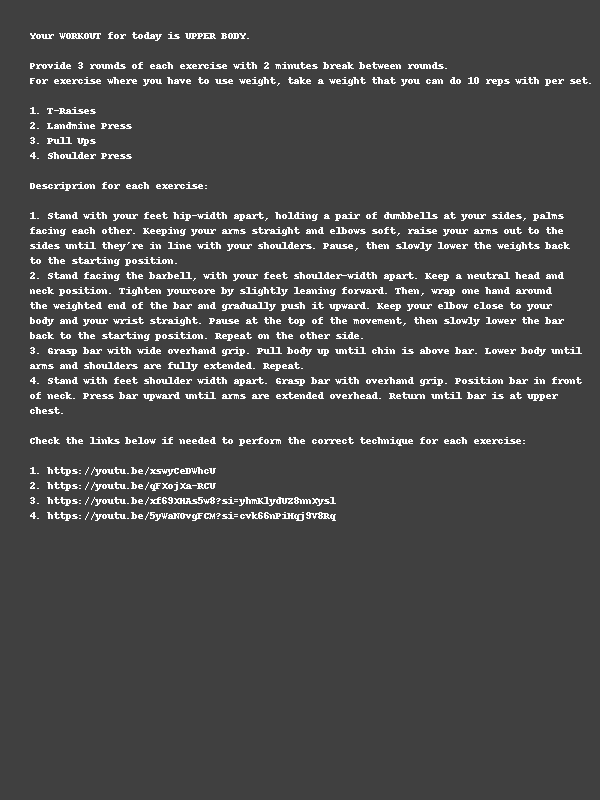 Your WORKOUT for today is UPPER BODY.
Provide 3 rounds of each exercise with 2 minutes break between rounds.
For exercise where you have to use weight, take a weight that you can do 10 reps with per set.
1. T-Raises
2. Landmine Press
3. Pull Ups
4. Shoulder Press
Descriprion for each exercise:
1. Stand with your feet hip-width apart, holding a pair of dumbbells at your sides, palms
facing each other. Keeping your arms straight and elbows soft, raise your arms out to the
sides until they're in line with your shoulders. Pause, then slowly lower the weights back
to the starting position.
2. Stand facing the barbell, with your feet shoulder-width apart. Keep a neutral head and
neck position. Tighten yourcore by slightly leaning forward. Then, wrap one hand around
the weighted end of the bar and gradually push it upward. Keep your elbow close to your
body and your wrist straight. Pause at the top of the movement, then slowly lower the bar
back to the starting position. Repeat on the other side.
3. Grasp bar with wide overhand grip. Pull body up until chin is above bar. Lower body until
arms and shoulders are fully extended. Repeat.
4. Stand with feet shoulder width apart. Grasp bar with overhand grip. Position bar in front
of neck. Press bar upward until arms are extended overhead. Return until bar is at upper
chest.
Check the links below if needed to perform the correct technique for each exercise:
1. https://youtu.be/xswyCeDWhcU
2. https://youtu.be/qFXojXa-RCU
3. https://youtu.be/xf69XHAs5w8?si=yhmKlydUZ8nnXysl
4. https://youtu.be/5yWaNOvgFCM?si=cvk66nPiHqj9V8Rq